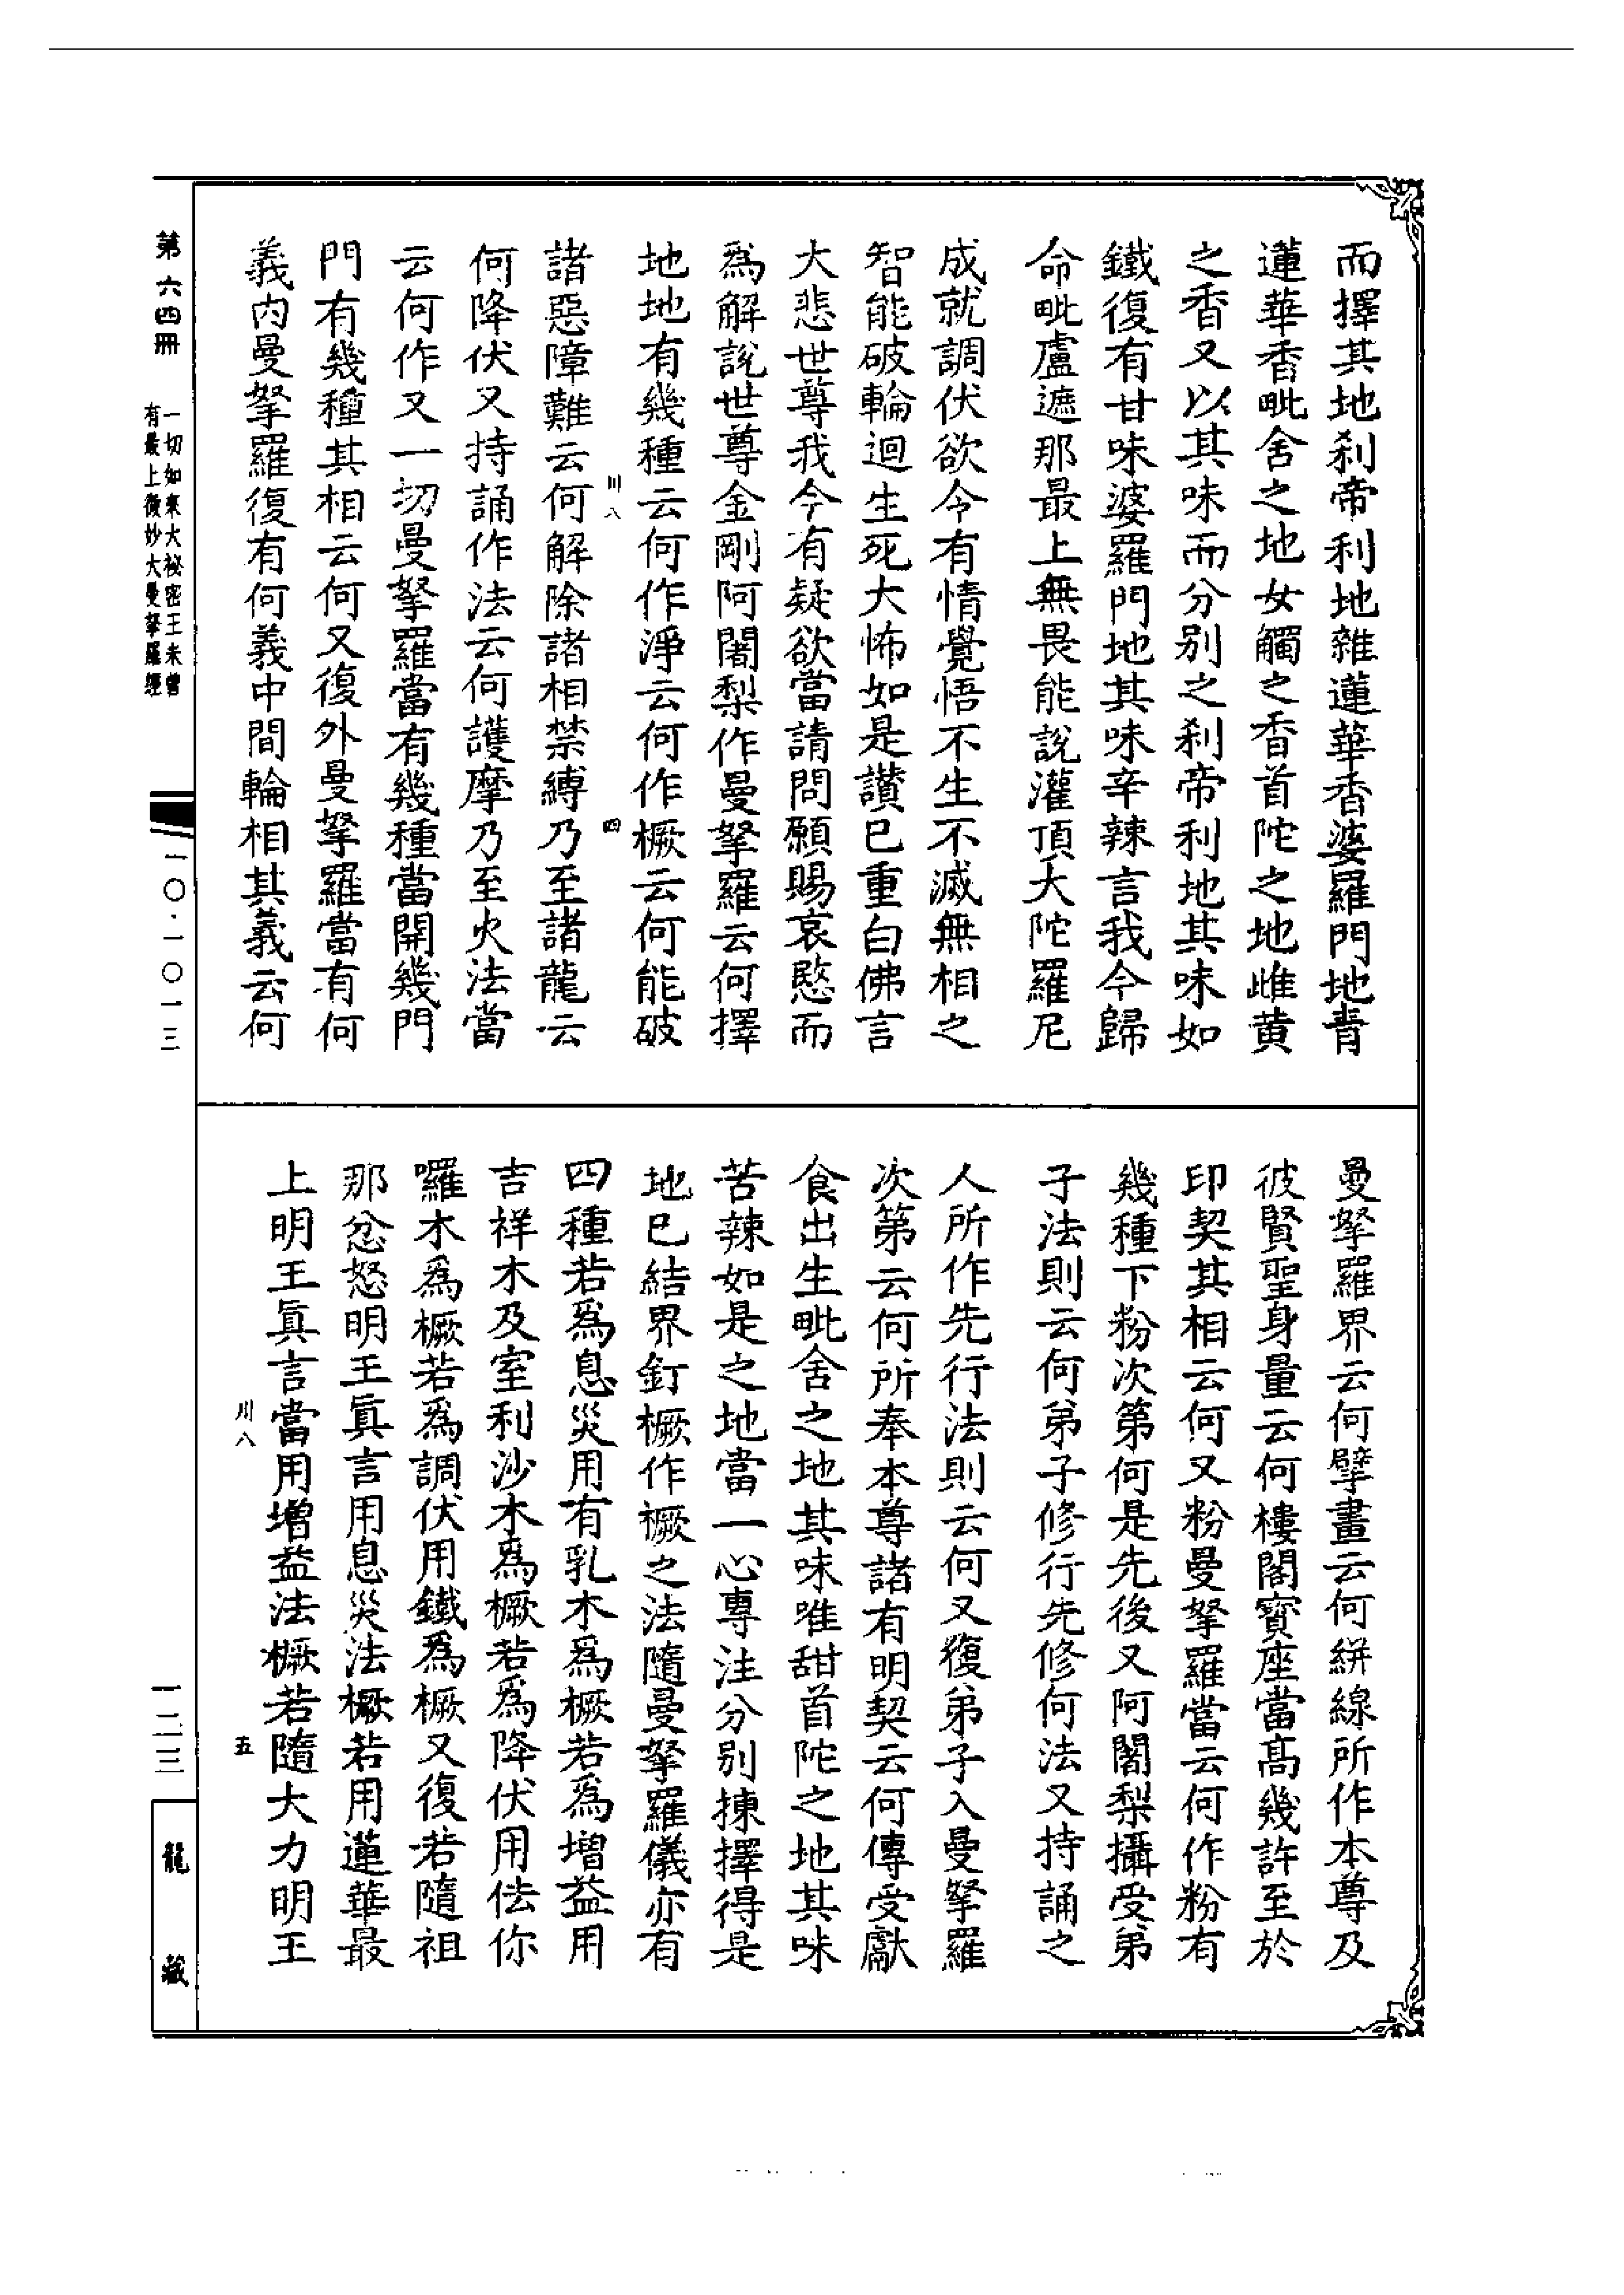 而擇其地刹帝利地雜蓮華香婆羅門地青
蓮華香毗舍之地女觸之香首陀之地雌黄
之香又以其味而分別之刹帝利地其味如
鐵復有甘味婆羅門地其味辛辣言我今歸
命毗盧遮那最上無畏能說灌頂大陀羅尼
成就調伏欲令有情覺悟不生不滅無相之
智能破輪迴生死大怖如是讚已重白佛言
大悲世尊我今有疑欲當請問願賜哀愍而
爲解說世尊金剛阿闍梨作曼拏羅云何擇
地地有幾種云何作淨云何作橛云何能破
川八 四
諸惡障難云何解除諸相禁縛乃至諸龍云
何降伏又持誦作法云何護摩乃至火法當
云何作又一切曼拏羅當有幾種當開幾門
門有幾種其相云何又復外曼拏羅當有何
義內曼拏羅復有何義中間輪相其義云何
曼拏羅界云何擘畫云何絣線所作本尊及
彼賢聖身量云何樓閣寶座當高幾許至於
印契其相云何又粉曼拏羅當云何作粉有
幾種下粉次第何是先後又阿闍梨攝受弟
子法則云何弟子修行先修何法又持誦之
人所作先行法則云何又復弟子入曼拏羅
次第云何所奉本尊諸有明契云何傳受獻
食出生毗舍之地其味唯甜首陀之地其味
苦辣如是之地當一心專注分別揀擇得是
地已結界釘橛作橛之法隨曼拏羅儀亦有
四種若爲息災用有乳木爲橛若爲增益用
吉祥木及室利沙木爲橛若爲降伏用佉你
囉木爲橛若爲調伏用鐵爲橛又復若隨祖
那忿怒明王眞言用息災法橛若用蓮華最
上明王眞言當用增益法橛若隨大力明王
川八 五
第六四冊
一切如來大祕密王未曾
有最上微妙大曼拏羅經
一〇·一〇一三
一二三
龍藏